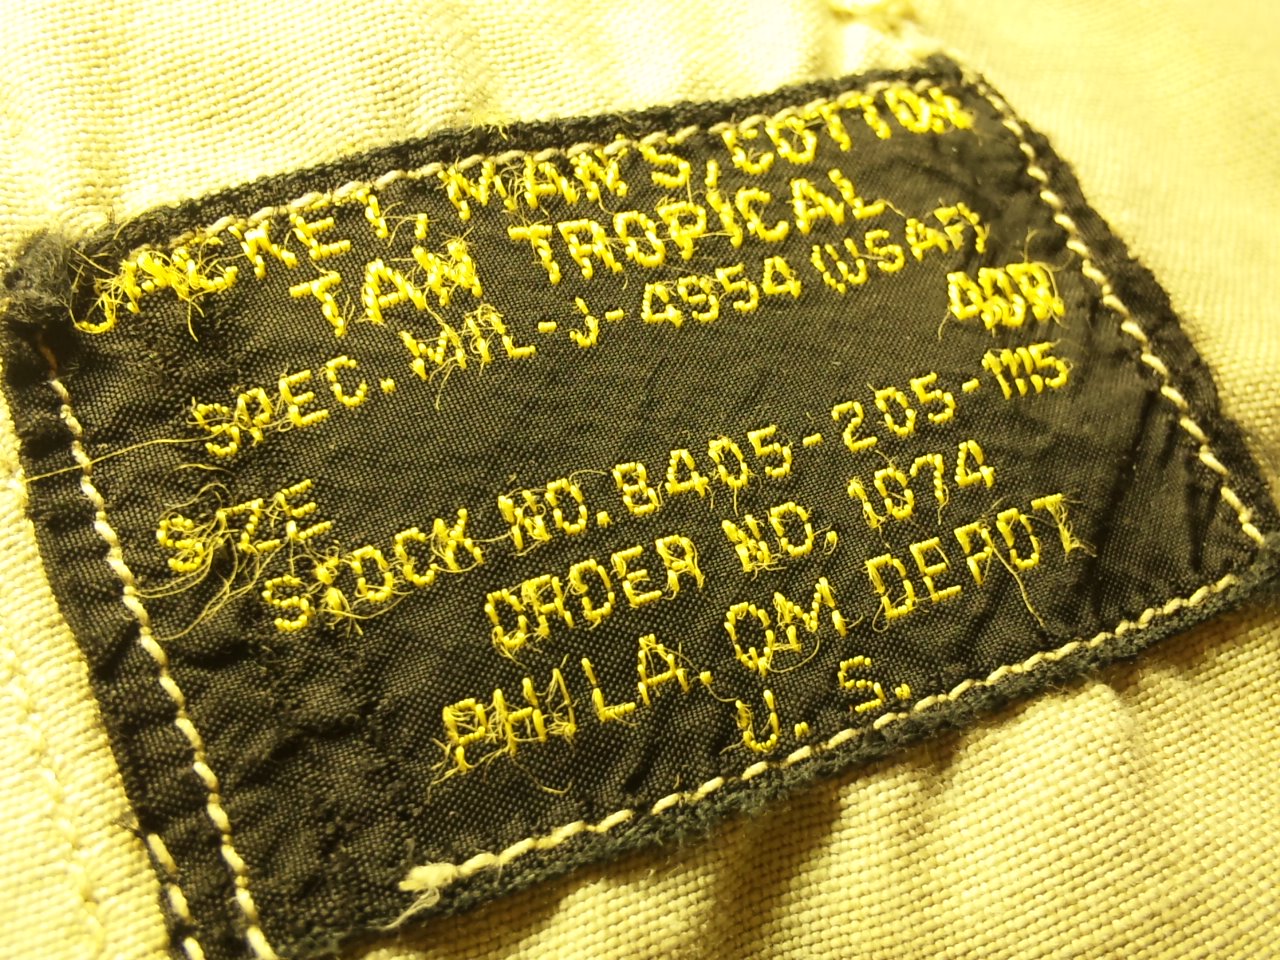 JACKET, MAN'S, COTTON
TAN TROPICAL
SPEC. MIL-J-4954 (USAF)
SIZE 40R
STOCK NO. 8405-205-1115
ORDER NO. 1074
PHILA. QM DEPOT
U. S.